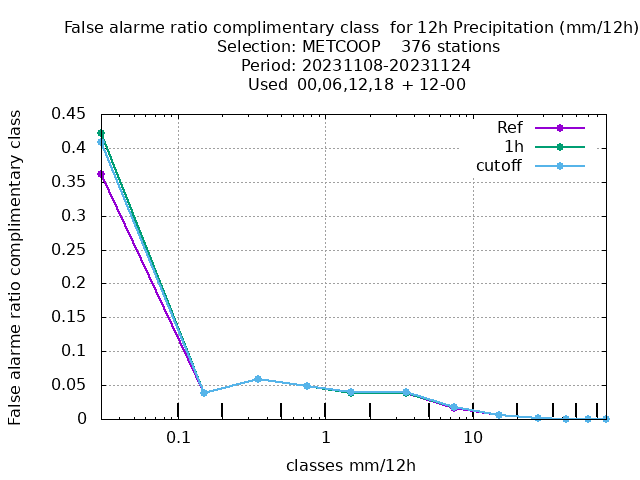 False alarme ratio complimentary class  for 12h Precipitation (mm/12h)
Selection: METCOOP    376 stations
Period: 20231108-20231124
Used  00,06,12,18  + 12-00
False alarme ratio complimentary class
0.45
0.4
0.35
0.3
0.25
0.2
0.15
0.1
0.05
0
Ref
1h
cutoff
0.1
1
10
classes mm/12h